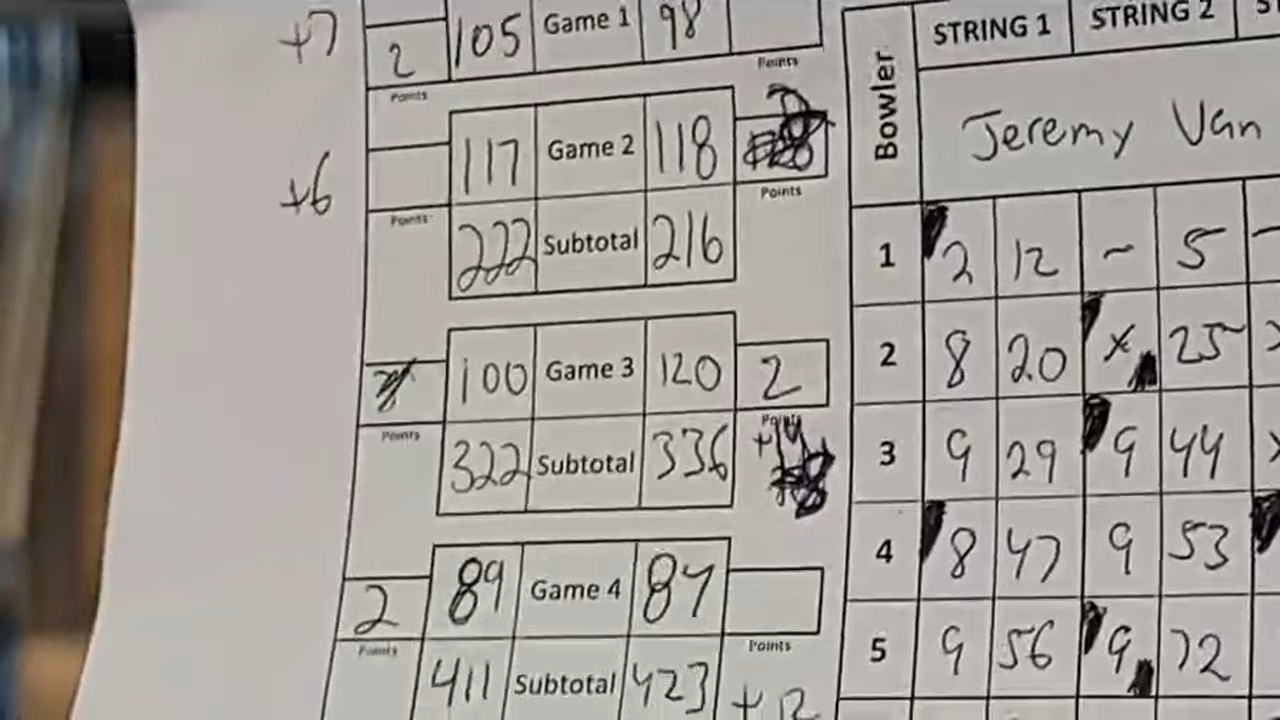 +7 2 105 Game 1 98
Points Points
117 Game 2 118
+6 Points Points
222 Subtotal 216
100 Game 3 120 2
Points Points
322 Subtotal 336 +14
2 89 Game 4 87
Points Points
411 Subtotal 423 +12
Bowler STRING 1 STRING 2
Jeremy Van
1 2 12 - 5 -
2 8 20 x 25
3 9 29 9 44
4 8 47 9 53
5 9 56 9 72